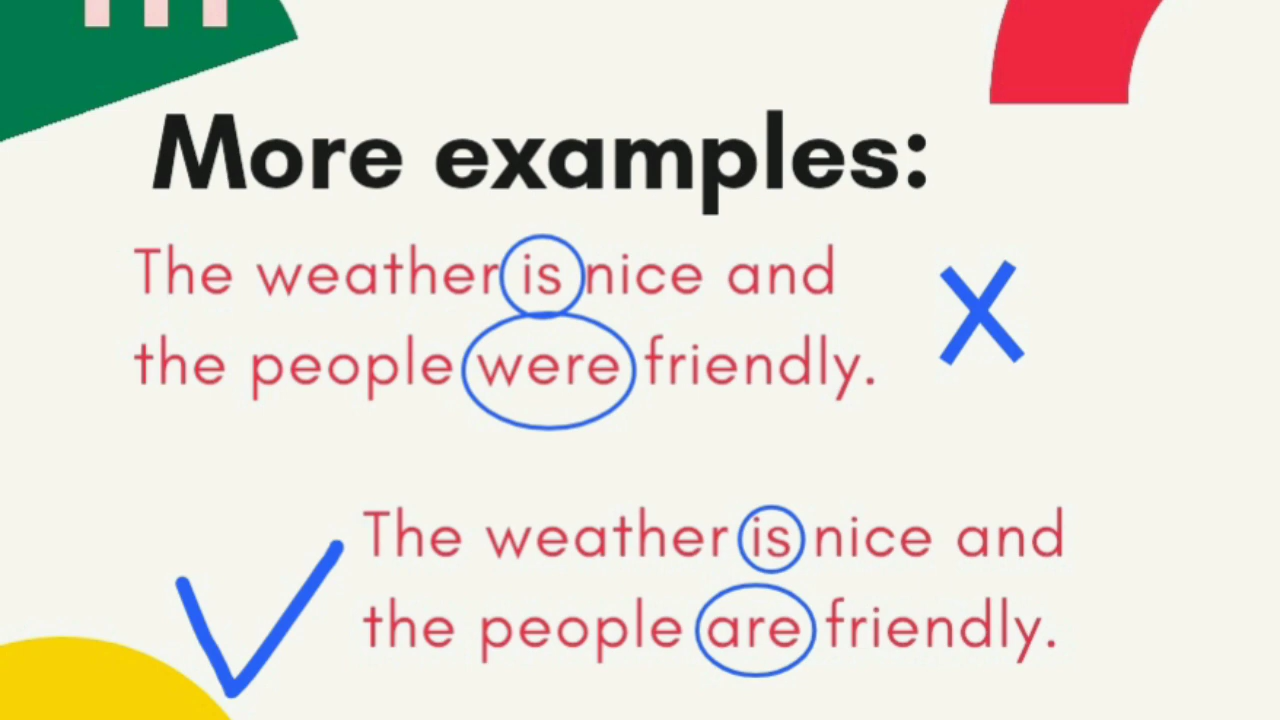 More examples:
The weather is nice and
the people were friendly.
The weather is nice and
the people are friendly.